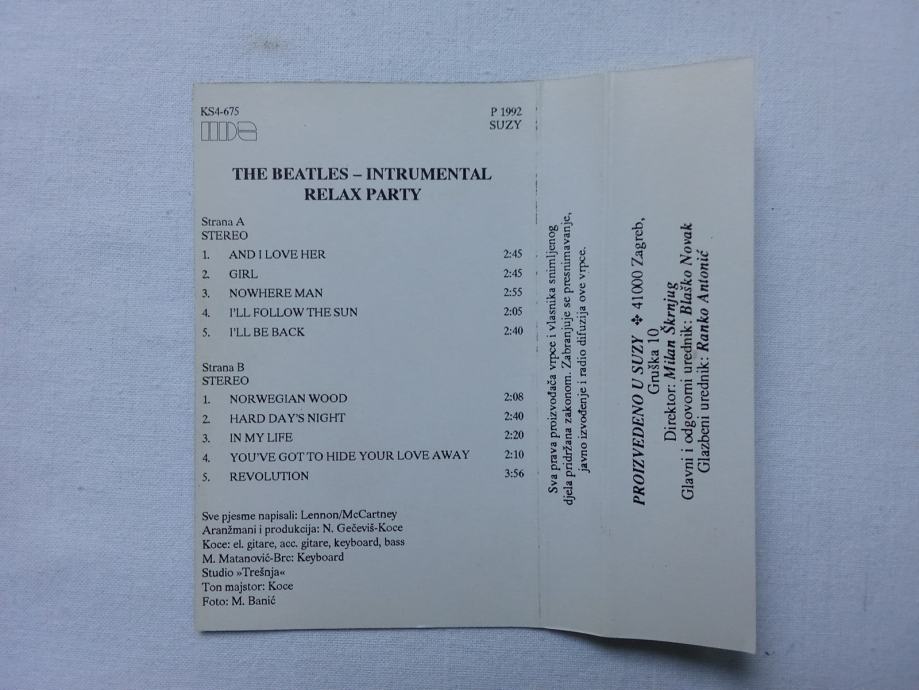 KS4-675
P 1992
SUZY
THE BEATLES – INTRUMENTAL
RELAX PARTY
Strana A
STEREO
1. AND I LOVE HER 2:45
2. GIRL 2:45
3. NOWHERE MAN 2:55
4. I'LL FOLLOW THE SUN 2:05
5. I'LL BE BACK 2:40
Strana B
STEREO
1. NORWEGIAN WOOD 2:08
2. HARD DAY'S NIGHT 2:40
3. IN MY LIFE 2:20
4. YOU'VE GOT TO HIDE YOUR LOVE AWAY 2:10
5. REVOLUTION 3:56
Sve pjesme napisali: Lennon/McCartney
Aranžmani i produkcija: N. Gečeviš-Koce
Koce: el. gitare, acc. gitare, keyboard, bass
M. Matanović-Brc: Keyboard
Studio »Trešnja«
Ton majstor: Koce
Foto: M. Banić
Sva prava proizvođača vrpce i vlasnika snimljenog
djela pridržana zakonom. Zabranjuje se presnimavanje,
javno izvođenje i radio difuzija ove vrpce.
PROIZVEDENO U SUZY ❖ 41000 Zagreb,
Gruška 10
Direktor: Milan Škrnjug
Glavni i odgovorni urednik: Blaško Novak
Glazbeni urednik: Ranko Antonić